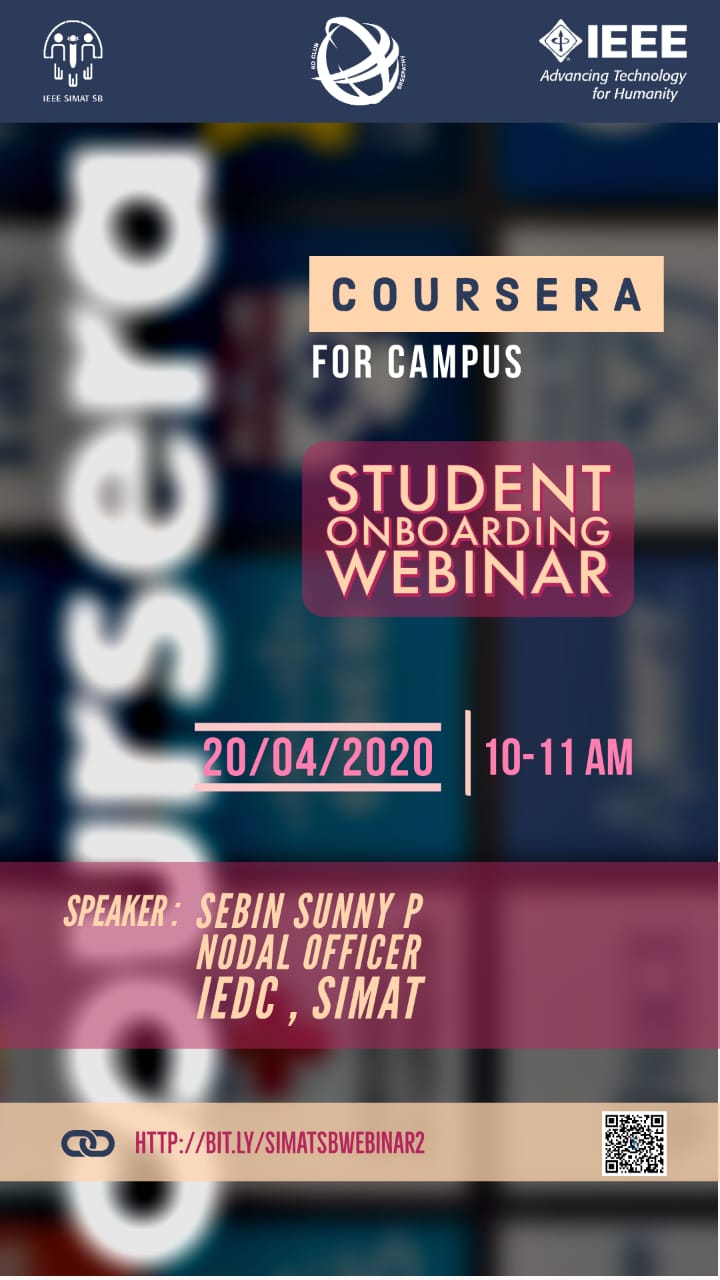 IEEE SIMAT SB
IEEE
Advancing Technology
for Humanity
coursera
COURSERA
FOR CAMPUS
STUDENT
ONBOARDING
WEBINAR
20/04/2020
10-11 AM
SPEAKER : SEBIN SUNNY P
NODAL OFFICER
IEDC , SIMAT
HTTP://BIT.LY/SIMATSBWEBINAR2